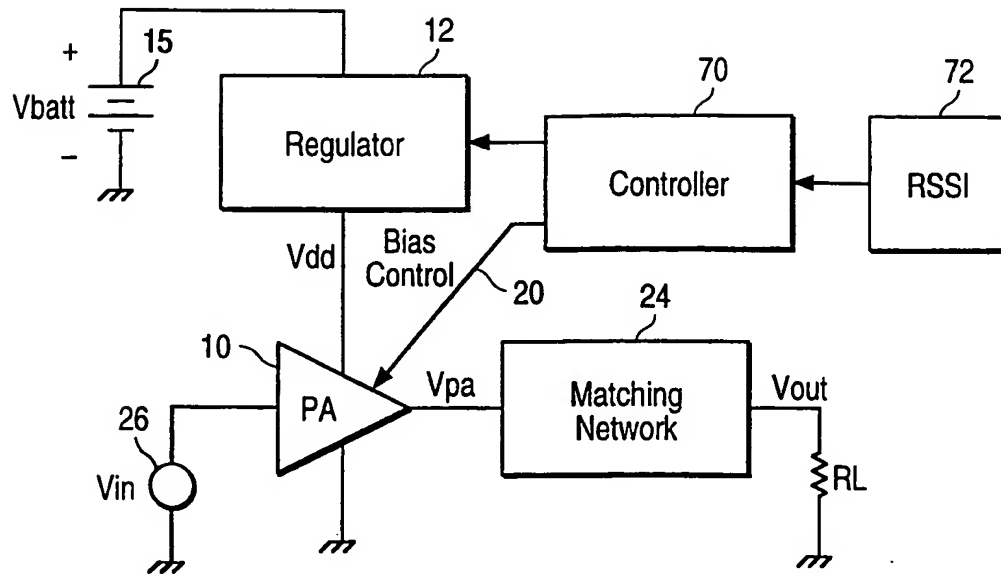 +
15
Vbatt
−
12
Regulator
70
Controller
72
RSSI
Vdd
Bias
Control
20
10
PA
Vpa
24
Matching
Network
Vout
26
Vin
RL